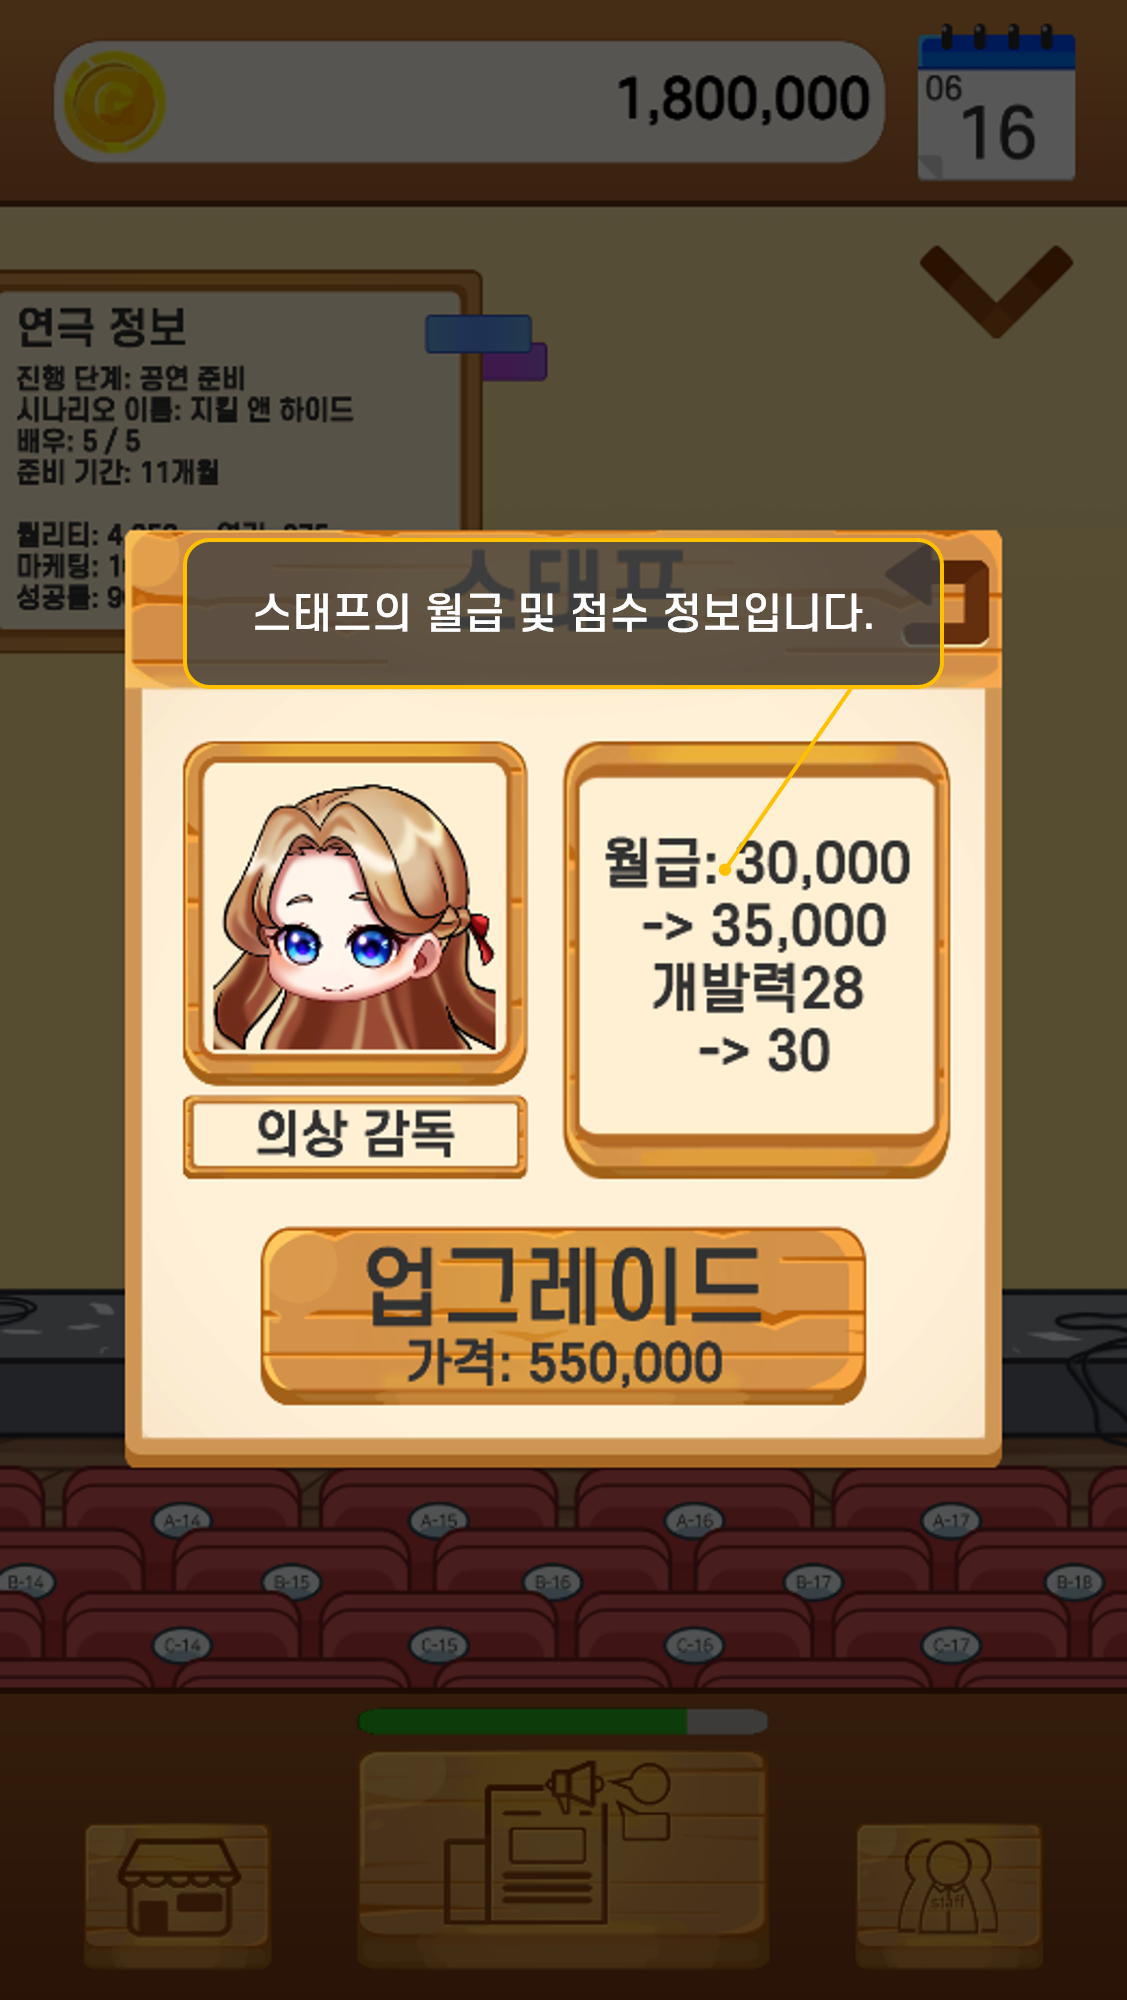 1,800,000
06
16
연극 정보
진행 단계: 공연 준비
시나리오 이름: 지킬 앤 하이드
배우: 5 / 5
준비 기간: 11개월
퀄리티: 4
마케팅: 1
성공률: 9
스태프
스태프의 월급 및 점수 정보입니다.
월급: 30,000
-> 35,000
개발력28
-> 30
의상 감독
업그레이드
가격: 550,000
A-14 A-15 A-16 A-17
B-14 B-15 B-16 B-17 B-18
C-14 C-15 C-16 C-17
staff